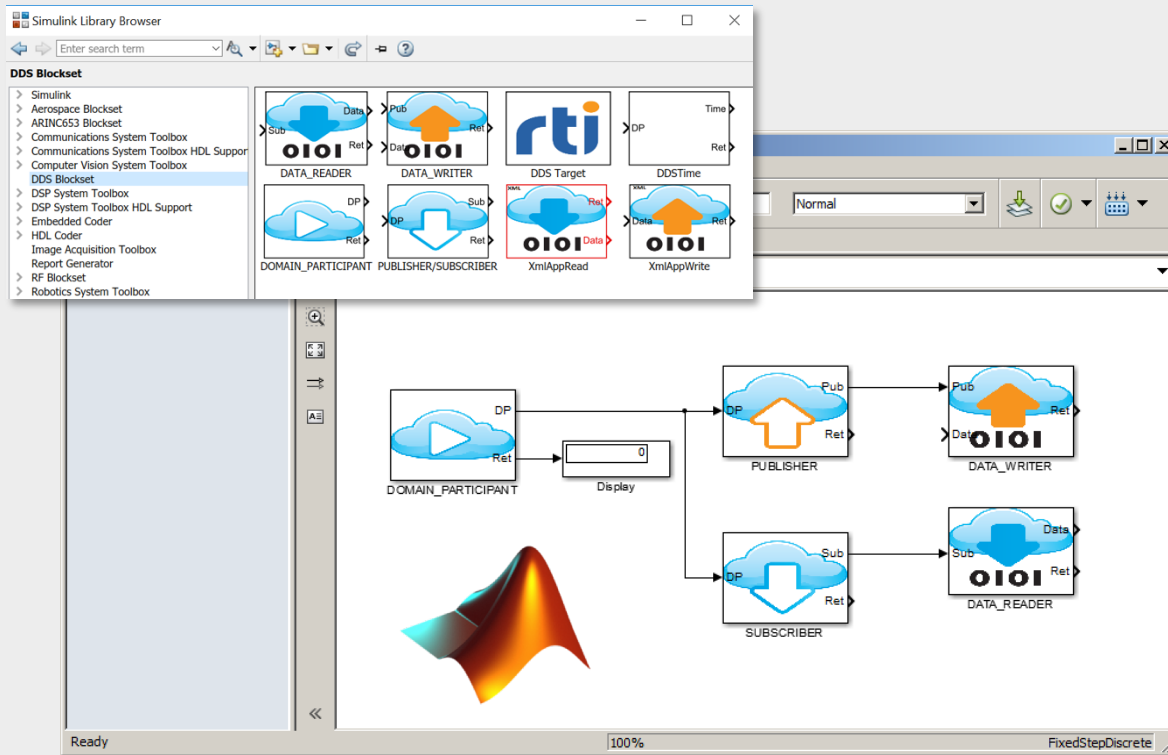 Simulink Library Browser
Enter search term
DDS Blockset
Simulink
Aerospace Blockset
ARINC653 Blockset
Communications System Toolbox
Communications System Toolbox HDL Suppor
Computer Vision System Toolbox
DDS Blockset
DSP System Toolbox
DSP System Toolbox HDL Support
Embedded Coder
HDL Coder
Image Acquisition Toolbox
Report Generator
RF Blockset
Robotics System Toolbox
Sub
Data
Ret
OIOI
DATA_READER
Pub
Data
Ret
OIOI
DATA_WRITER
rti
DDS Target
DP
Time
Ret
DDSTime
DP
Ret
DOMAIN_PARTICIPANT
DP
Sub
Ret
PUBLISHER/SUBSCRIBER
XML
Ret
Data
OIOI
XmlAppRead
XML
Data
Ret
OIOI
XmlAppWrite
Normal
DP
Ret
DOMAIN_PARTICIPANT
0
Display
DP
Pub
Ret
PUBLISHER
Pub
Data
Ret
OIOI
DATA_WRITER
DP
Sub
Ret
SUBSCRIBER
Sub
Data
Ret
OIOI
DATA_READER
A
Ready
100%
FixedStepDiscrete